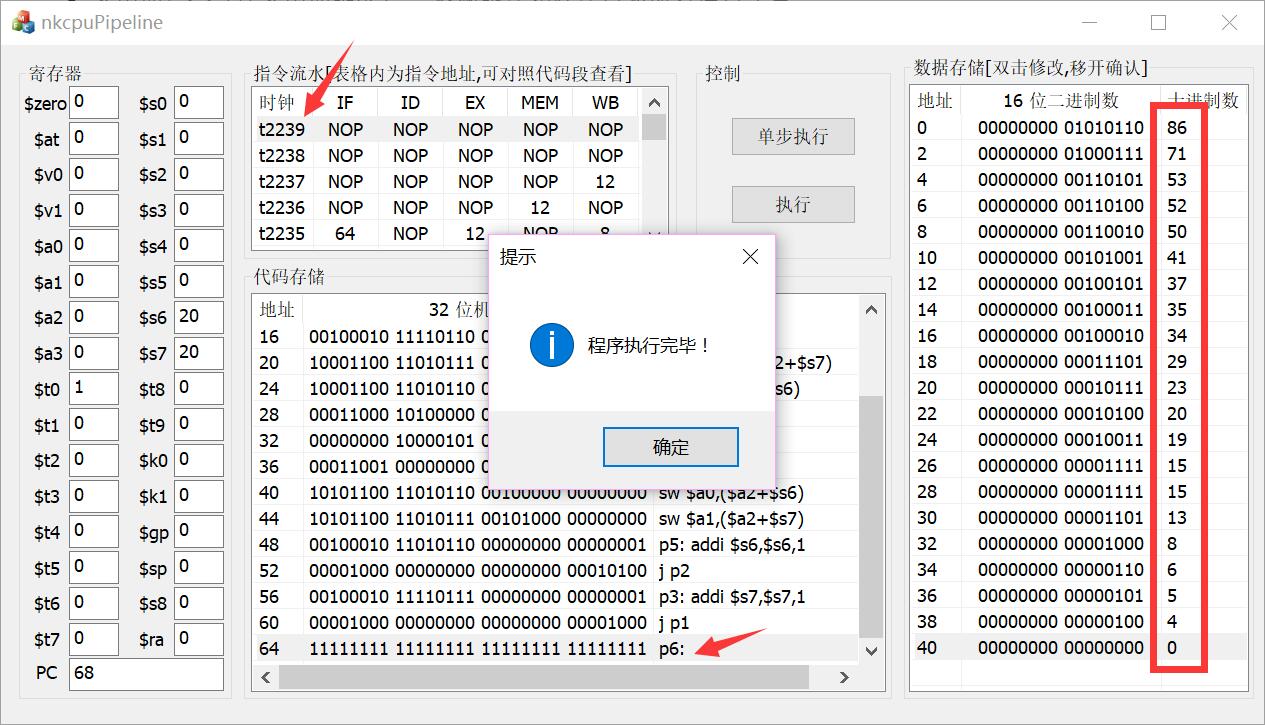 nkcpuPipeline
寄存器
$zero 0 $s0 0
$at 0 $s1 0
$v0 0 $s2 0
$v1 0 $s3 0
$a0 0 $s4 0
$a1 0 $s5 0
$a2 0 $s6 20
$a3 0 $s7 20
$t0 1 $t8 0
$t1 0 $t9 0
$t2 0 $k0 0
$t3 0 $k1 0
$t4 0 $gp 0
$t5 0 $sp 0
$t6 0 $s8 0
$t7 0 $ra 0
PC 68
指令流水[表格内为指令地址,可对照代码段查看]
时钟 IF ID EX MEM WB
t2239 NOP NOP NOP NOP NOP
t2238 NOP NOP NOP NOP NOP
t2237 NOP NOP NOP NOP 12
t2236 NOP NOP NOP 12 NOP
t2235 64 NOP 12 NOP 8
控制
单步执行
执行
代码存储
地址 32 位机
16 00100010 11110110 0
20 10001100 11010111 0 2+$s7)
24 10001100 11010110 0 s6)
28 00011000 10100000 0
32 00000000 10000101 0
36 00011001 00000000 0
40 10101100 11010110 00100000 00000000 sw $a0,($a2+$s6)
44 10101100 11010111 00101000 00000000 sw $a1,($a2+$s7)
48 00100010 11010110 00000000 00000001 p5: addi $s6,$s6,1
52 00001000 00000000 00000000 00010100 j p2
56 00100010 11110111 00000000 00000001 p3: addi $s7,$s7,1
60 00001000 00000000 00000000 00001000 j p1
64 11111111 11111111 11111111 11111111 p6:
提示
程序执行完毕！
确定
数据存储[双击修改,移开确认]
地址 16 位二进制数 十进制数
0 00000000 01010110 86
2 00000000 01000111 71
4 00000000 00110101 53
6 00000000 00110100 52
8 00000000 00110010 50
10 00000000 00101001 41
12 00000000 00100101 37
14 00000000 00100011 35
16 00000000 00100010 34
18 00000000 00011101 29
20 00000000 00010111 23
22 00000000 00010100 20
24 00000000 00010011 19
26 00000000 00001111 15
28 00000000 00001111 15
30 00000000 00001101 13
32 00000000 00001000 8
34 00000000 00000110 6
36 00000000 00000101 5
38 00000000 00000100 4
40 00000000 00000000 0